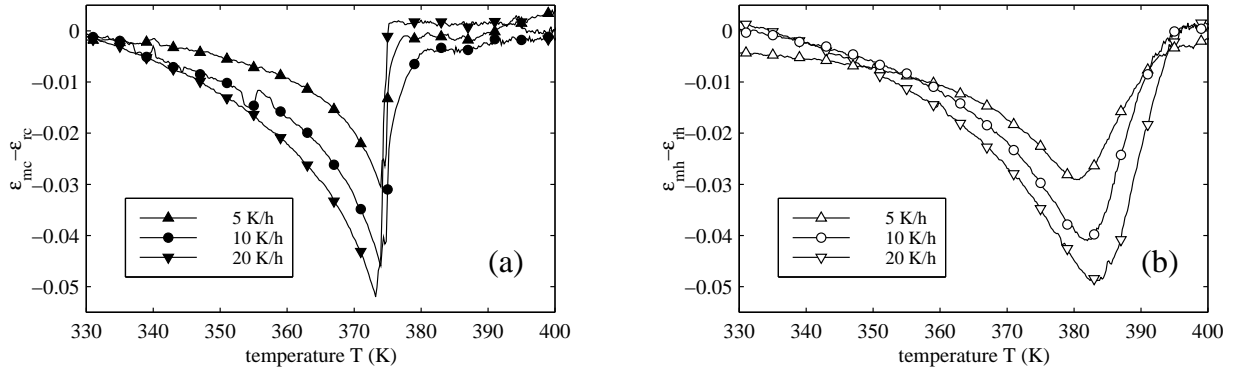 0
−0.01
−0.02
−0.03
−0.04
−0.05
ε_mc−ε_rc
5 K/h
10 K/h
20 K/h
(a)
330 340 350 360 370 380 390 400
temperature T (K)
0
−0.01
−0.02
−0.03
−0.04
−0.05
ε_mh−ε_rh
5 K/h
10 K/h
20 K/h
(b)
330 340 350 360 370 380 390 400
temperature T (K)